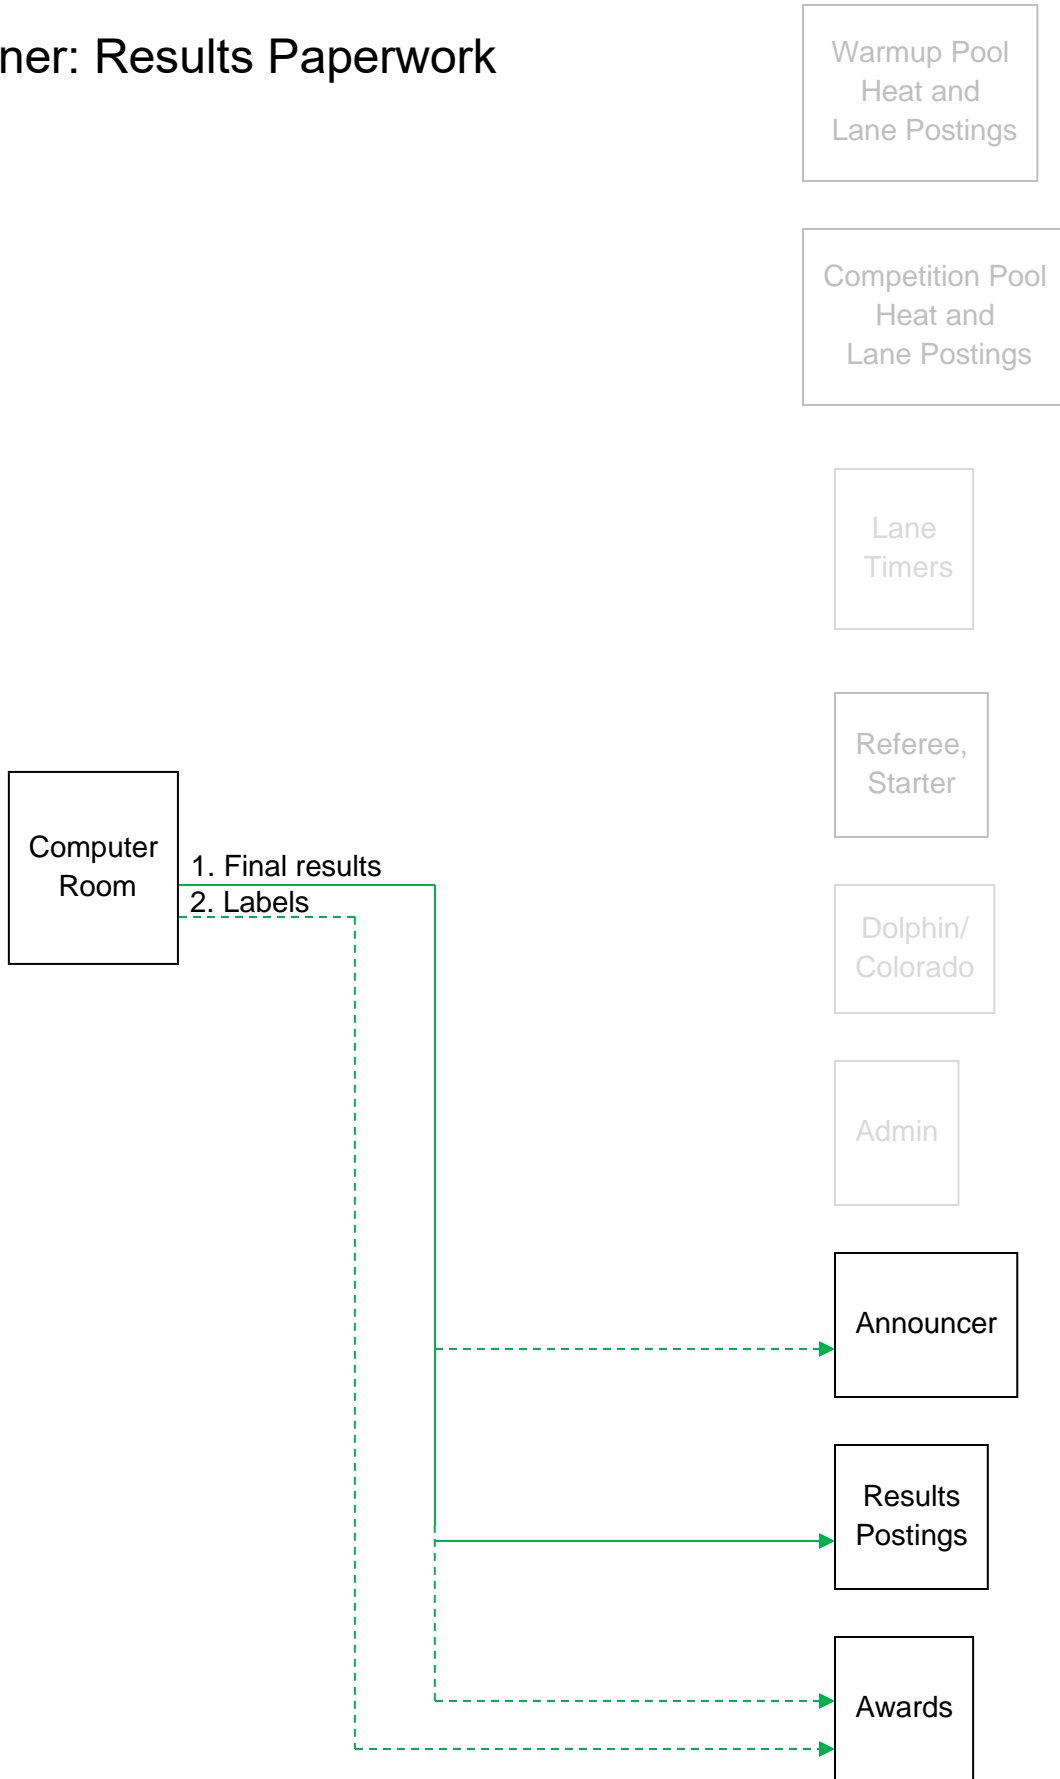 ner: Results Paperwork
Warmup Pool
Heat and
Lane Postings
Competition Pool
Heat and
Lane Postings
Lane
Timers
Referee,
Starter
Computer
Room
1. Final results
2. Labels
Dolphin/
Colorado
Admin
Announcer
Results
Postings
Awards